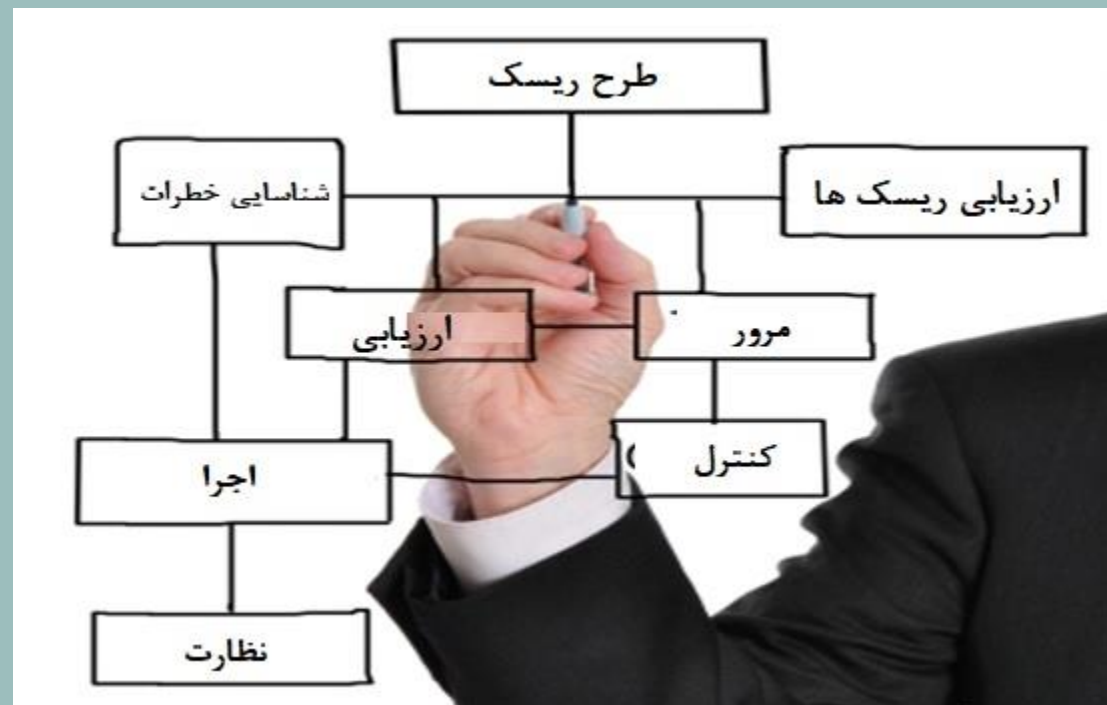 طرح ریسک
ارزیابی ریسک ها
شناسایی خطرات
مرور
ارزیابی
کنترل
اجرا
نظارت